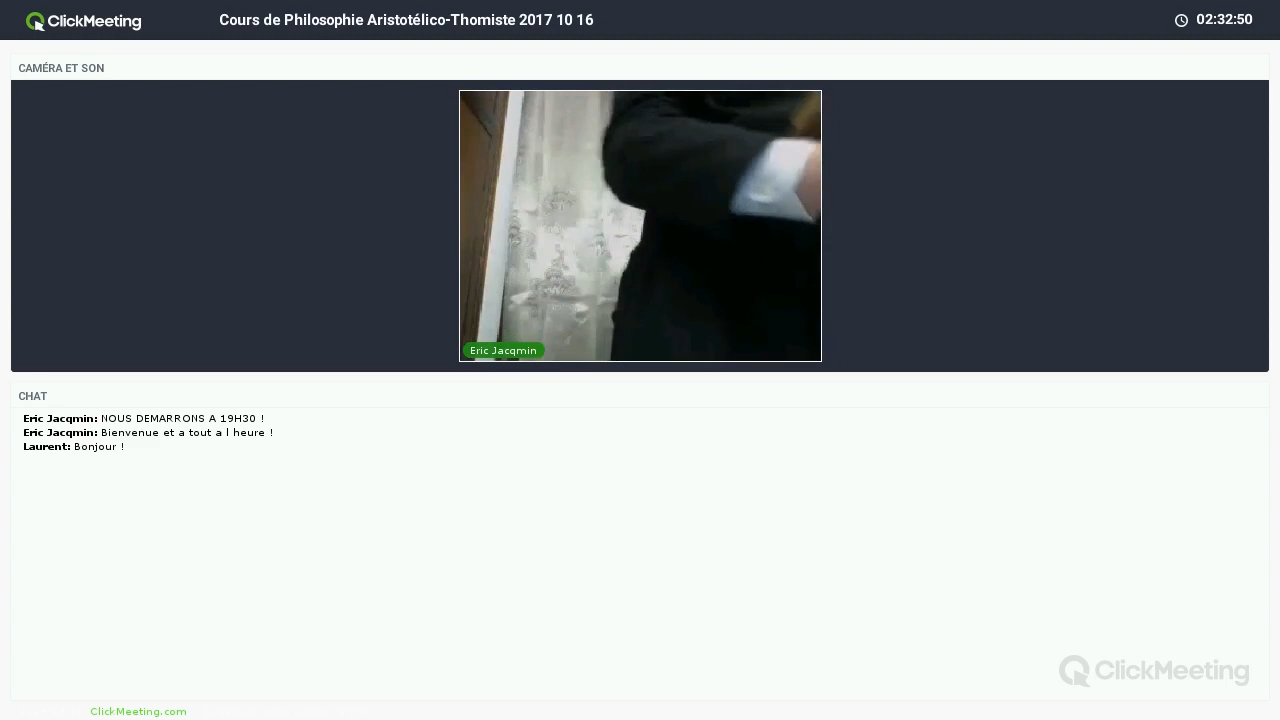 ClickMeeting
Cours de Philosophie Aristotélico-Thomiste 2017 10 16
02:32:50
CAMÉRA ET SON
Eric Jacqmin
CHAT
Eric Jacqmin: NOUS DEMARRONS A 19H30 !
Eric Jacqmin: Bienvenue et a tout a l heure !
Laurent: Bonjour !
ClickMeeting
ClickMeeting.com